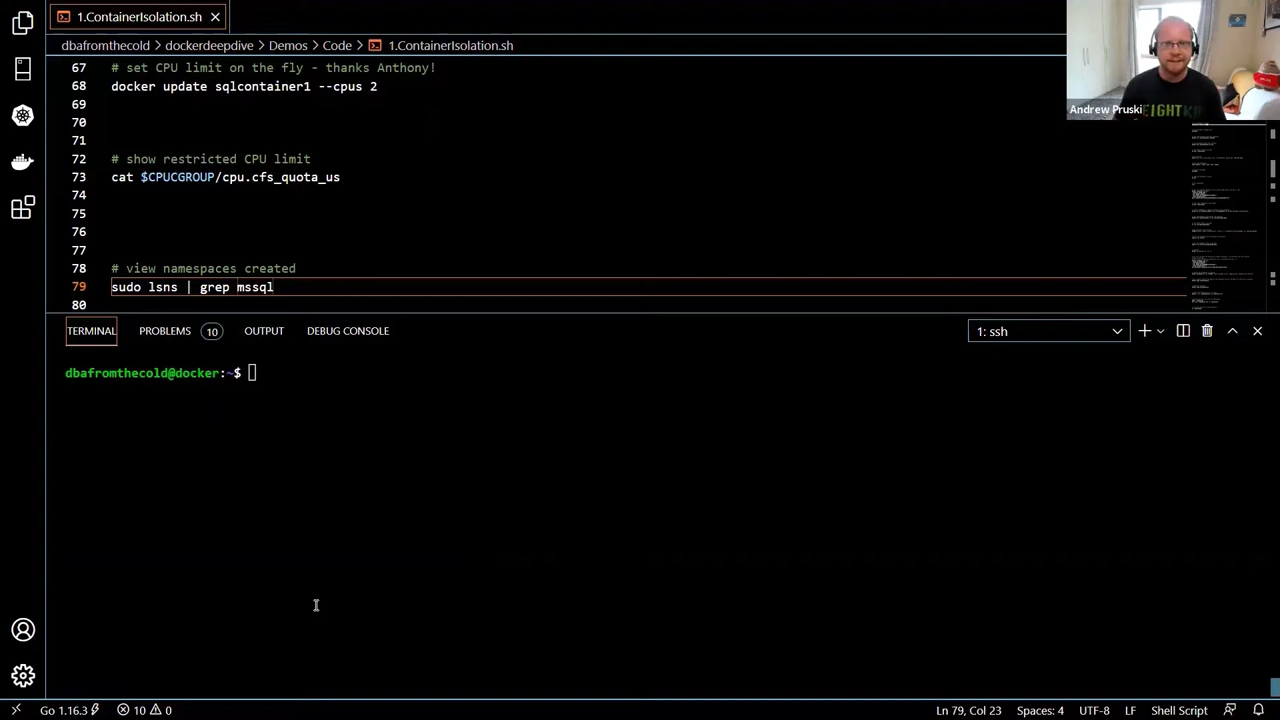 1.ContainerIsolation.sh
dbafromthecold > dockerdeepdive > Demos > Code > 1.ContainerIsolation.sh
67 # set CPU limit on the fly - thanks Anthony!
68 docker update sqlcontainer1 --cpus 2
69
70
71
72 # show restricted CPU limit
73 cat $CPUCGROUP/cpu.cfs_quota_us
74
75
76
77
78 # view namespaces created
79 sudo lsns | grep mssql
80
Andrew Pruski
TERMINAL PROBLEMS 10 OUTPUT DEBUG CONSOLE 1: ssh
dbafromthecold@docker:~$
Go 1.16.3 10 0 Ln 79, Col 23 Spaces: 4 UTF-8 LF Shell Script